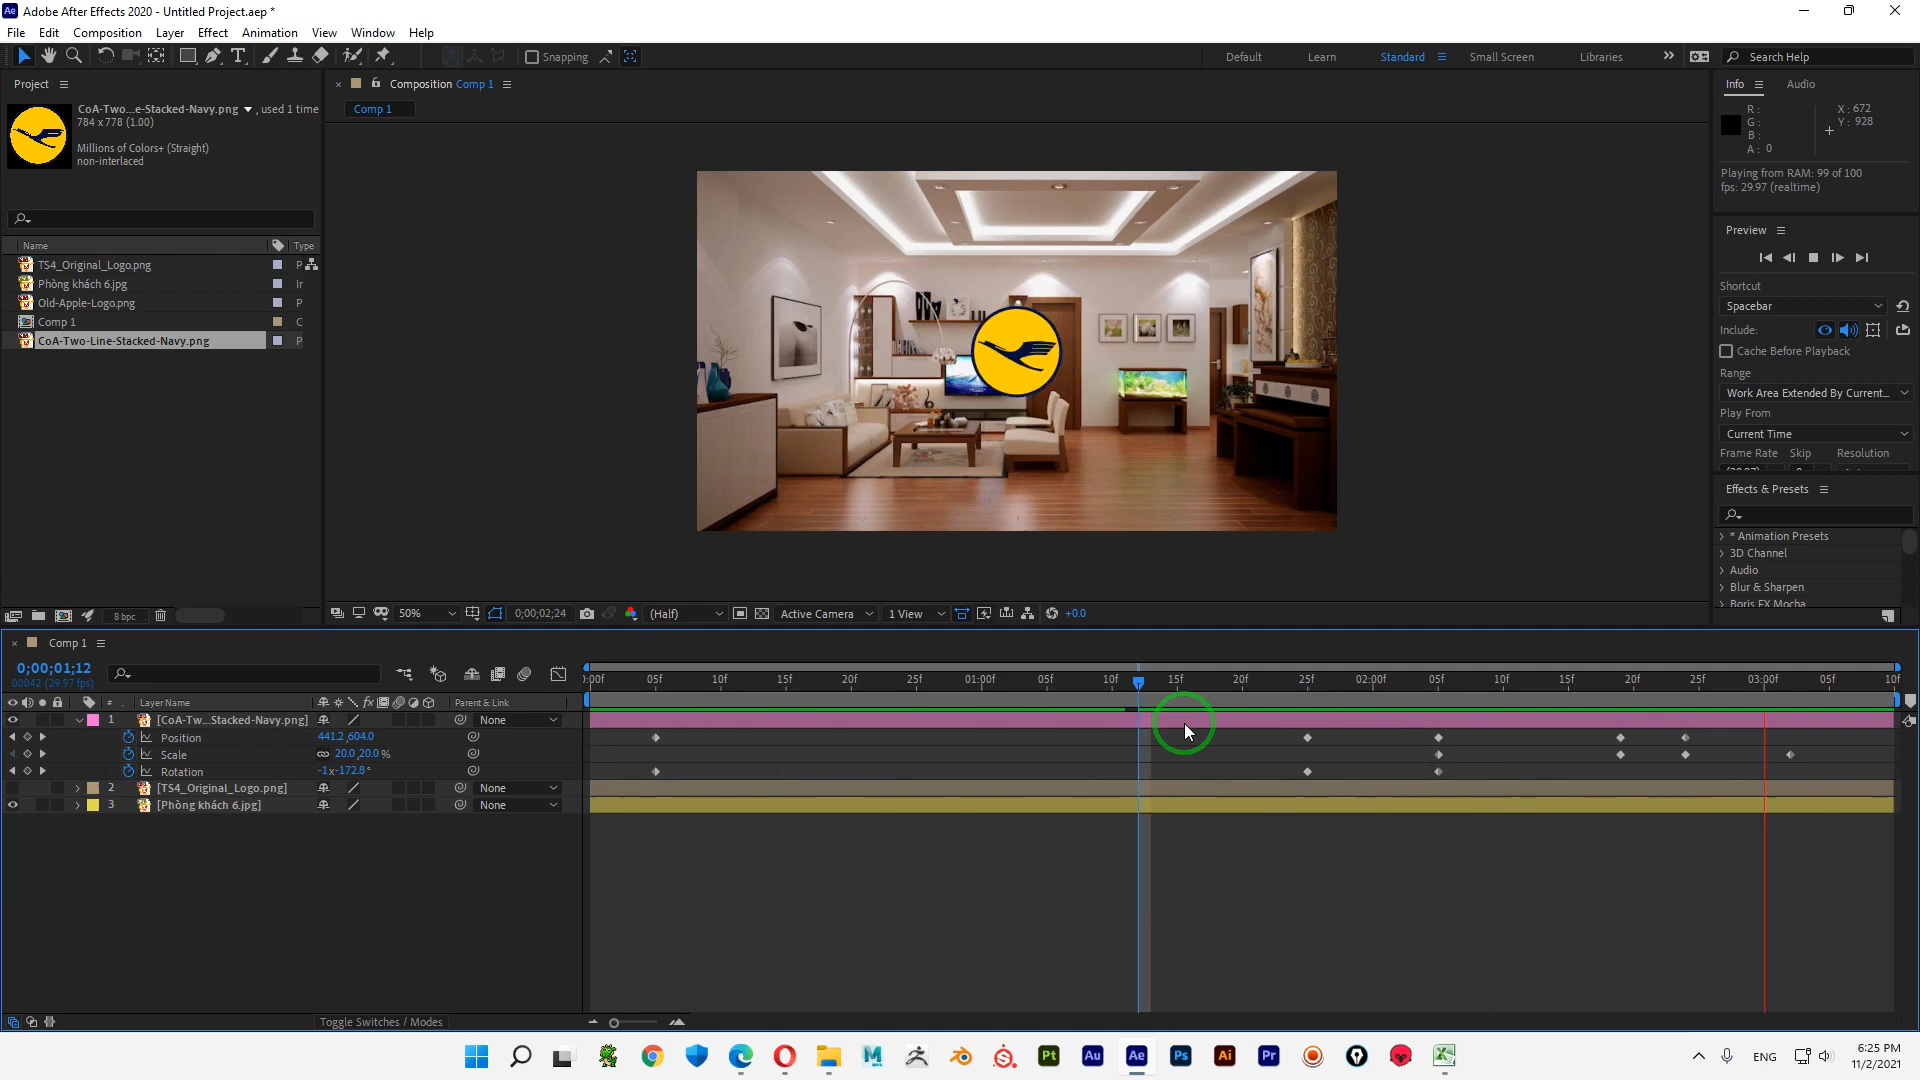 Adobe After Effects 2020 - Untitled Project.aep *
File Edit Composition Layer Effect Animation View Window Help
Snapping Default Learn Standard Small Screen Libraries » Search Help
Project
CoA-Two...e-Stacked-Navy.png ▼ , used 1 time
784 x 778 (1.00)
Millions of Colors+ (Straight)
non-interlaced
Name Type
TS4_Original_Logo.png P
Phòng khách 6.jpg Ir
Old-Apple-Logo.png P
Comp 1 C
CoA-Two-Line-Stacked-Navy.png P
8 bpc
Composition Comp 1
Comp 1
50% 0;00;02;24 (Half) Active Camera 1 View +0.0
Info Audio
R :
G :
B :
A : 0
X : 672
Y : 928
Playing from RAM: 99 of 100
fps: 29.97 (realtime)
Preview
Shortcut
Spacebar
Include:
Cache Before Playback
Range
Work Area Extended By Current...
Play From
Current Time
Frame Rate Skip Resolution
Effects & Presets
* Animation Presets
3D Channel
Audio
Blur & Sharpen
Boris FX Mocha
Comp 1
0;00;01;12
00042 (29.97 fps)
):00f 05f 10f 15f 20f 25f 01:00f 05f 10f 15f 20f 25f 02:00f 05f 10f 15f 20f 25f 03:00f 05f 10f
# Layer Name fx Parent & Link
1 [CoA-Tw...Stacked-Navy.png] None
Position 441.2,604.0
Scale 20.0,20.0 %
Rotation -1x-172.8°
2 [TS4_Original_Logo.png] None
3 [Phòng khách 6.jpg] None
Toggle Switches / Modes
Pt Au Ae Ps Ai Pr ENG
6:25 PM
11/2/2021